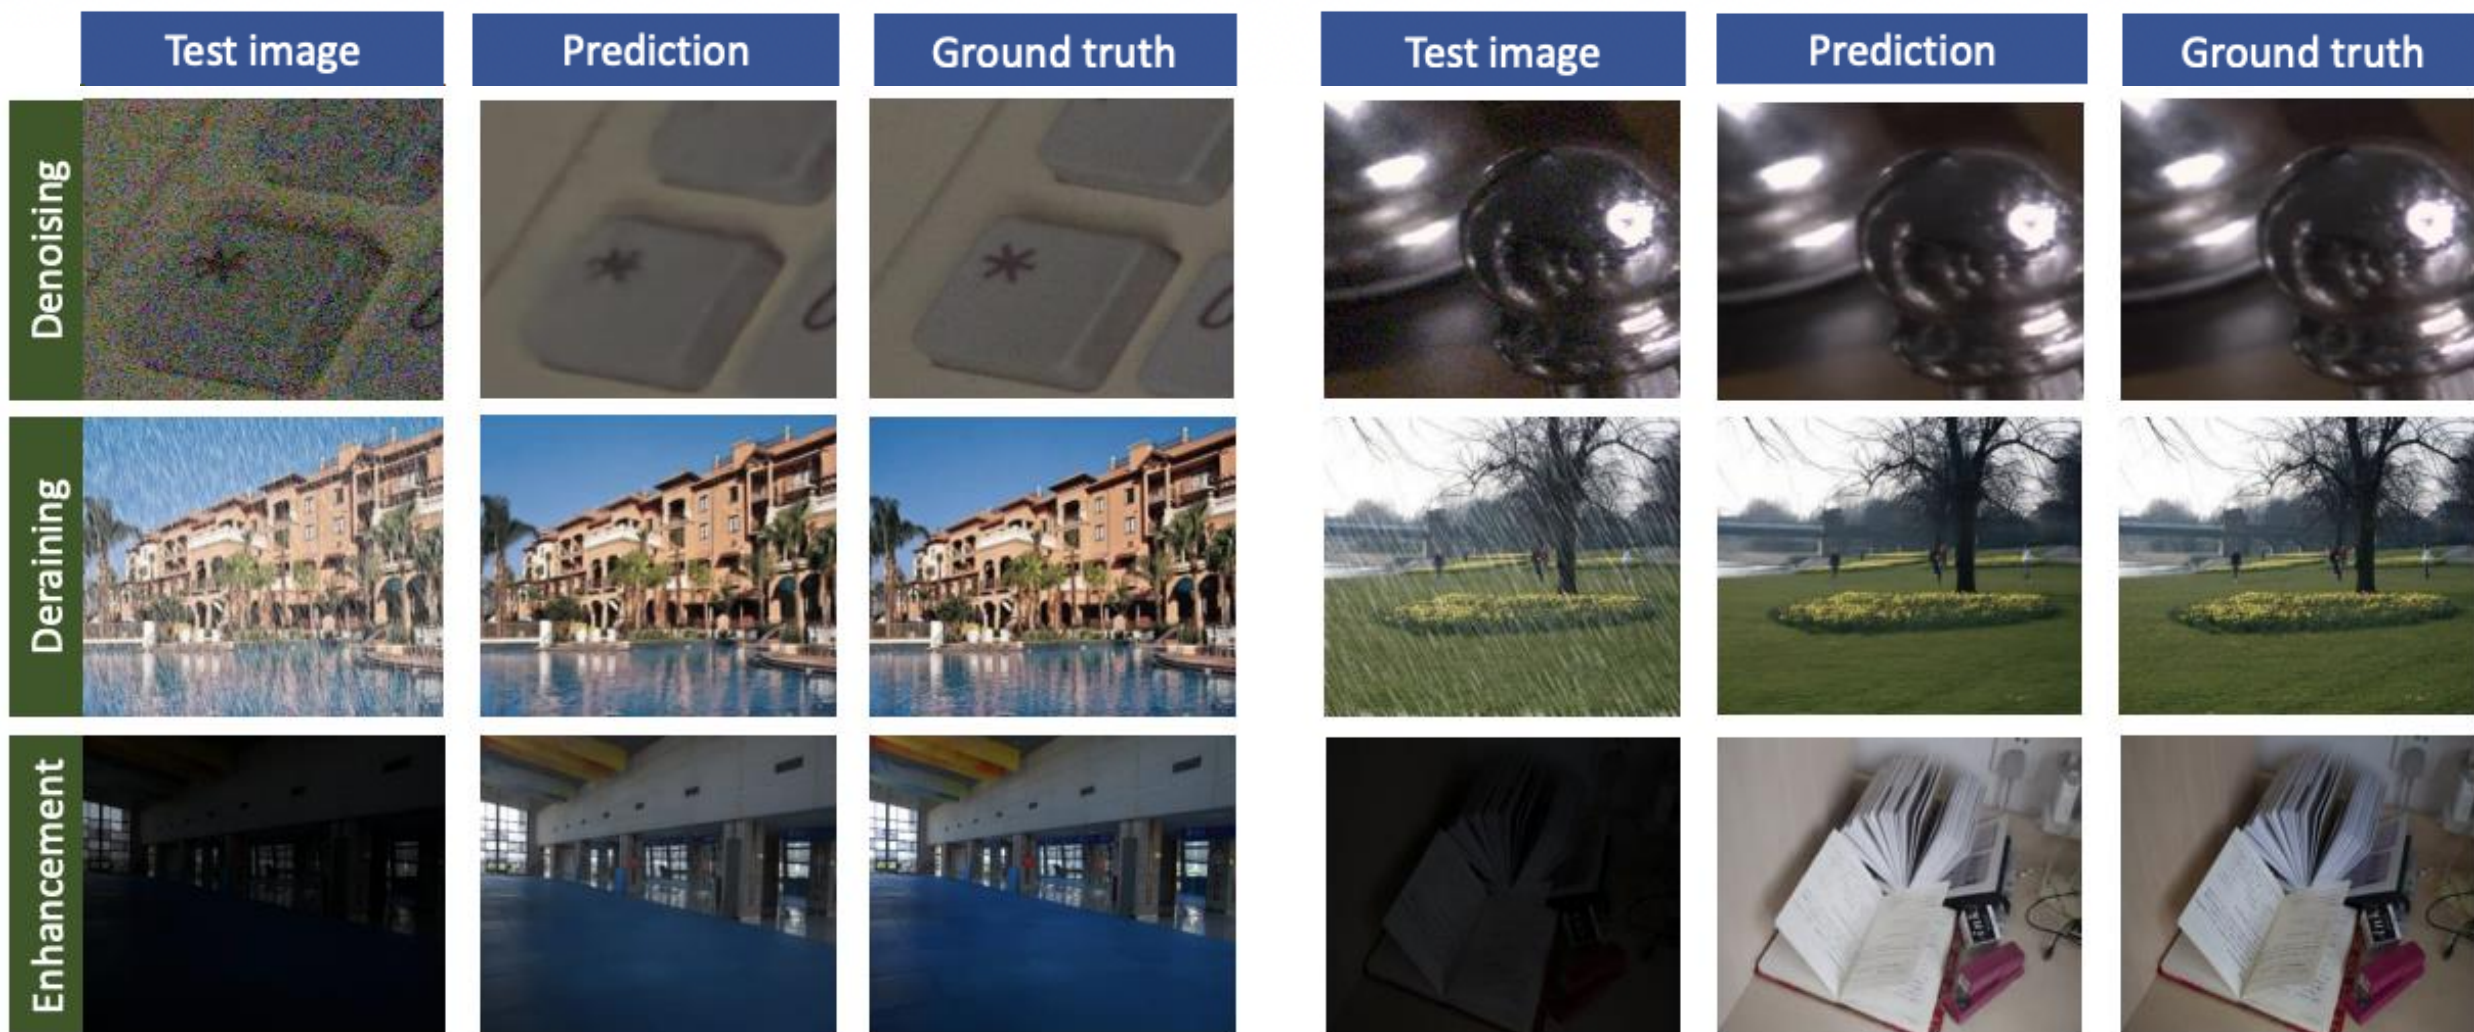 Test image Prediction Ground truth Test image Prediction Ground truth
Denoising
*
*
*
Deraining
Enhancement